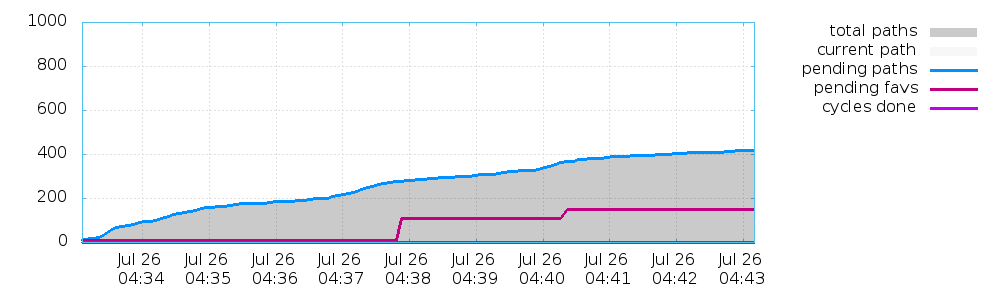 1000
800
600
400
200
0
Jul 26 Jul 26 Jul 26 Jul 26 Jul 26 Jul 26 Jul 26 Jul 26 Jul 26 Jul 26
04:34 04:35 04:36 04:37 04:38 04:39 04:40 04:41 04:42 04:43
total paths
current path
pending paths
pending favs
cycles done